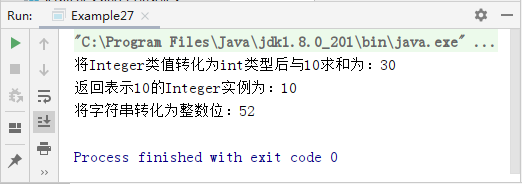 Run: Example27
"C:\Program Files\Java\jdk1.8.0_201\bin\java.exe" ...
将Integer类值转化为int类型后与10求和为：30
返回表示10的Integer实例为：10
将字符串转化为整数位：52
Process finished with exit code 0